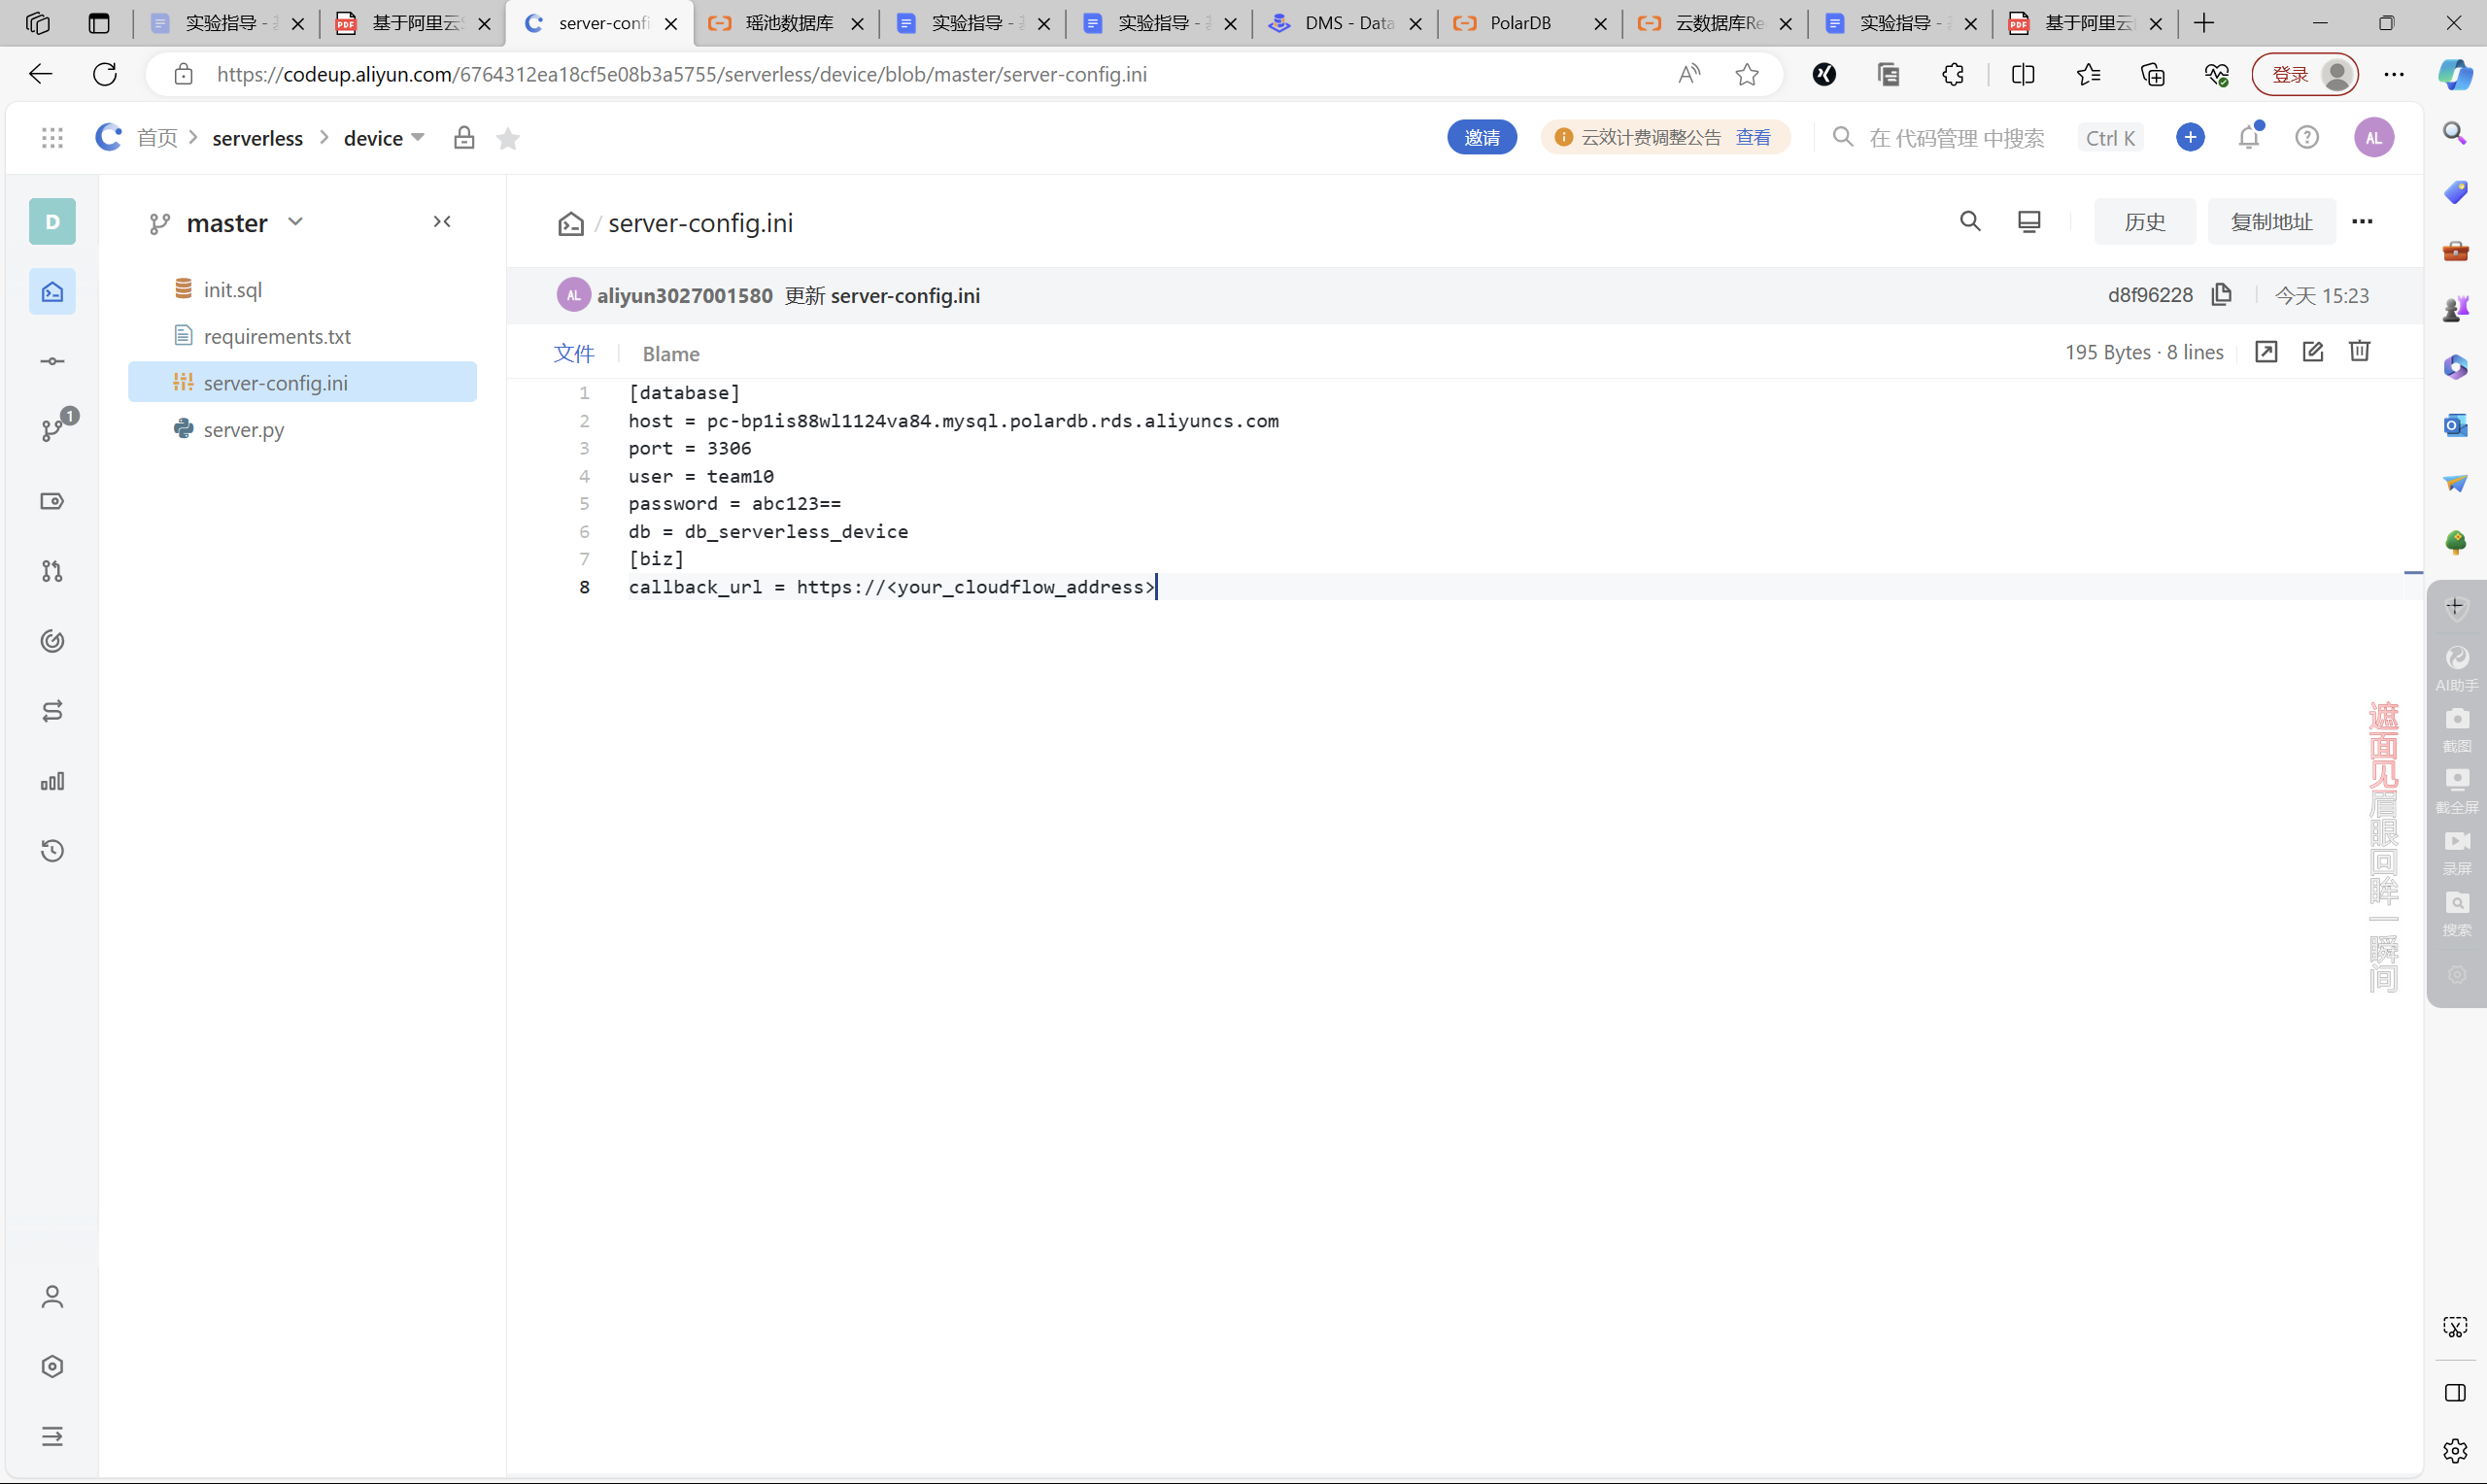 实验指导 -
基于阿里云
server-confi
瑶池数据库
实验指导 -
实验指导 -
DMS - Data
PolarDB
云数据库Re
实验指导 -
基于阿里云
https://codeup.aliyun.com/6764312ea18cf5e08b3a5755/serverless/device/blob/master/server-config.ini
登录
首页 > serverless > device
邀请
云效计费调整公告 查看
在 代码管理 中搜索 Ctrl K
AL
D
master
/ server-config.ini
历史
复制地址
init.sql
requirements.txt
server-config.ini
server.py
1
AL aliyun3027001580 更新 server-config.ini
d8f96228
今天 15:23
文件
Blame
195 Bytes · 8 lines
1 [database]
2 host = pc-bp1is88wl1124va84.mysql.polardb.rds.aliyuncs.com
3 port = 3306
4 user = team10
5 password = abc123==
6 db = db_serverless_device
7 [biz]
8 callback_url = https://<your_cloudflow_address>
遮面见眉眼回眸一瞬间
AI助手
截图
截全屏
录屏
搜索